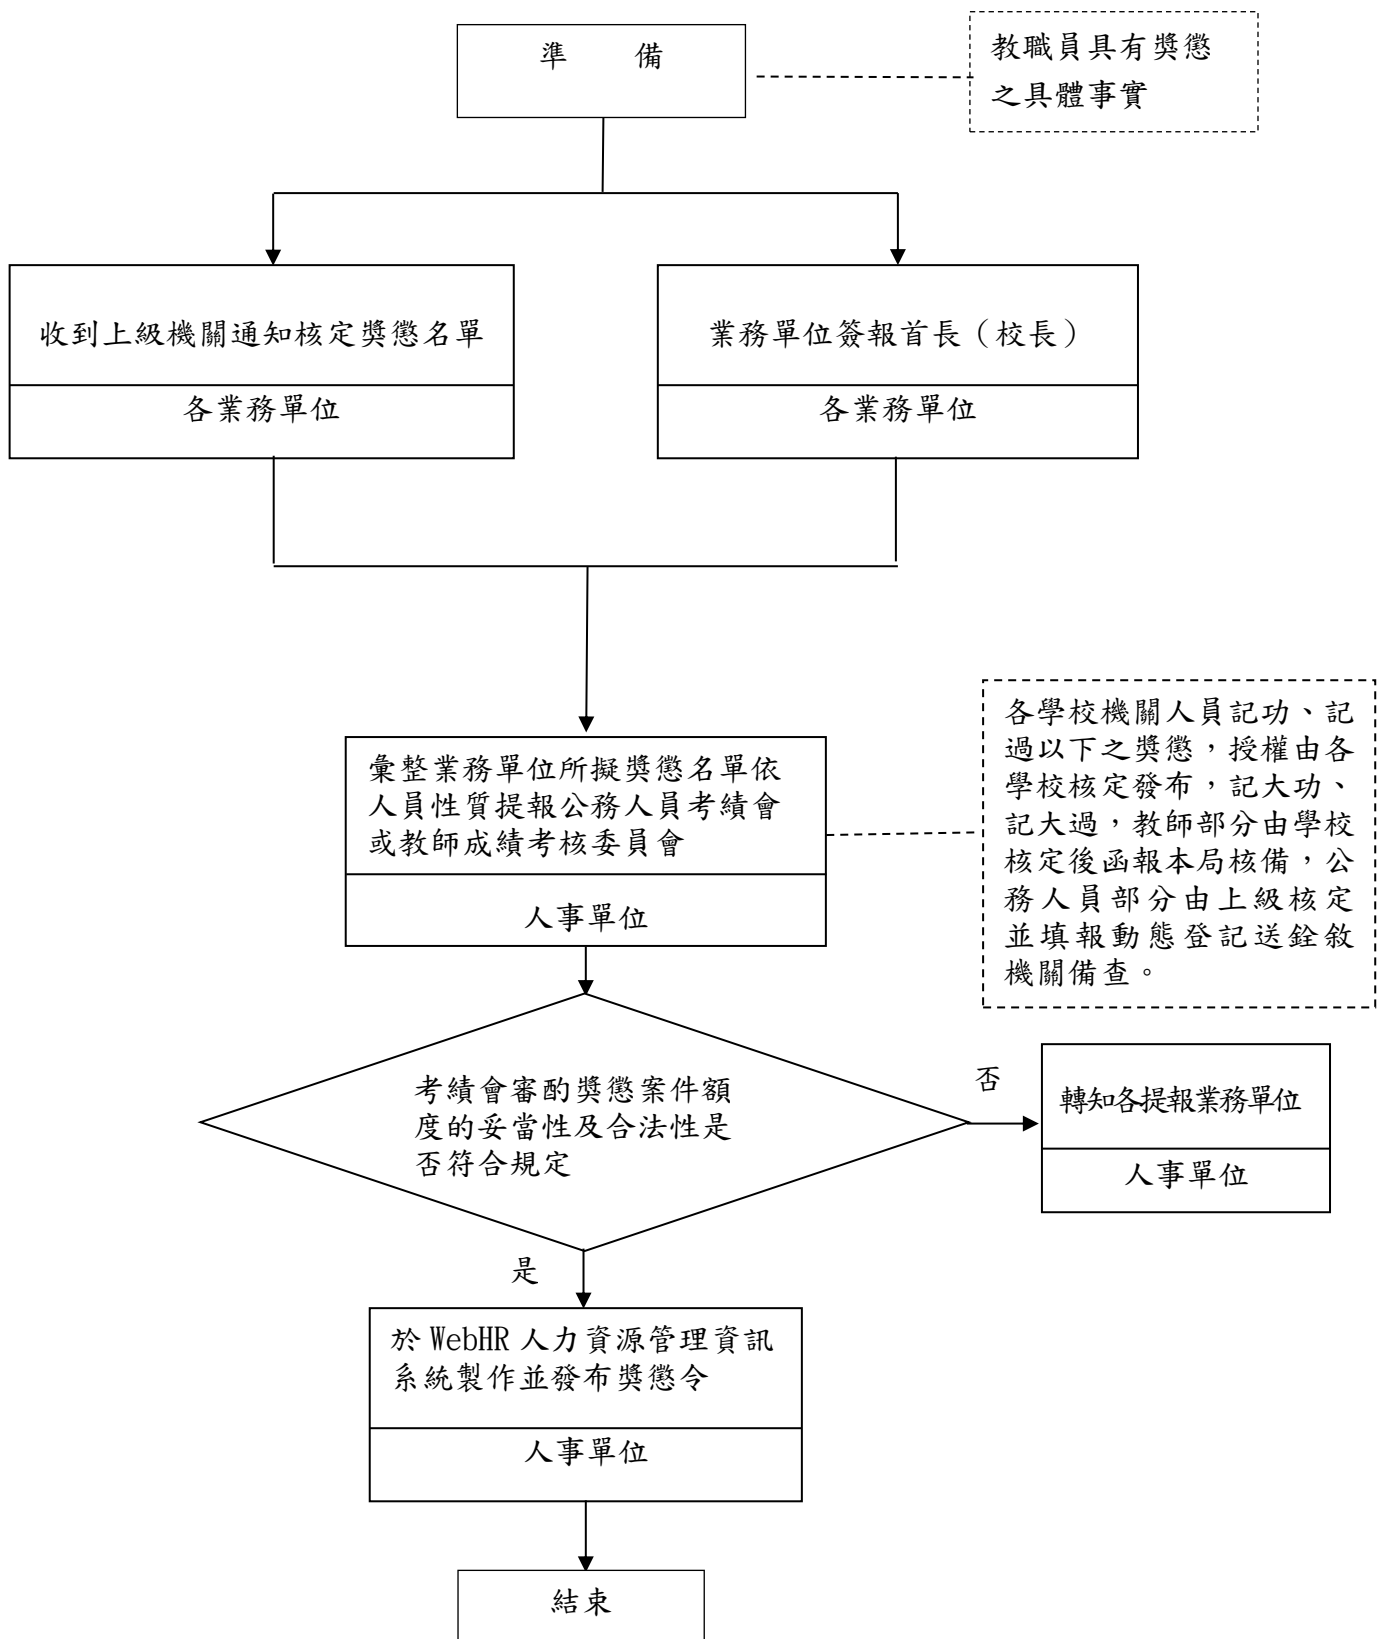 準　　備
教職員具有獎懲
之具體事實
收到上級機關通知核定獎懲名單
各業務單位
業務單位簽報首長（校長）
各業務單位
彙整業務單位所擬獎懲名單依
人員性質提報公務人員考績會
或教師成績考核委員會
人事單位
各學校機關人員記功、記
過以下之獎懲，授權由各
學校核定發布，記大功、
記大過，教師部分由學校
核定後函報本局核備，公
務人員部分由上級核定
並填報動態登記送銓敘
機關備查。
考績會審酌獎懲案件額
度的妥當性及合法性是
否符合規定
否
轉知各提報業務單位
人事單位
是
於 WebHR 人力資源管理資訊
系統製作並發布獎懲令
人事單位
結束